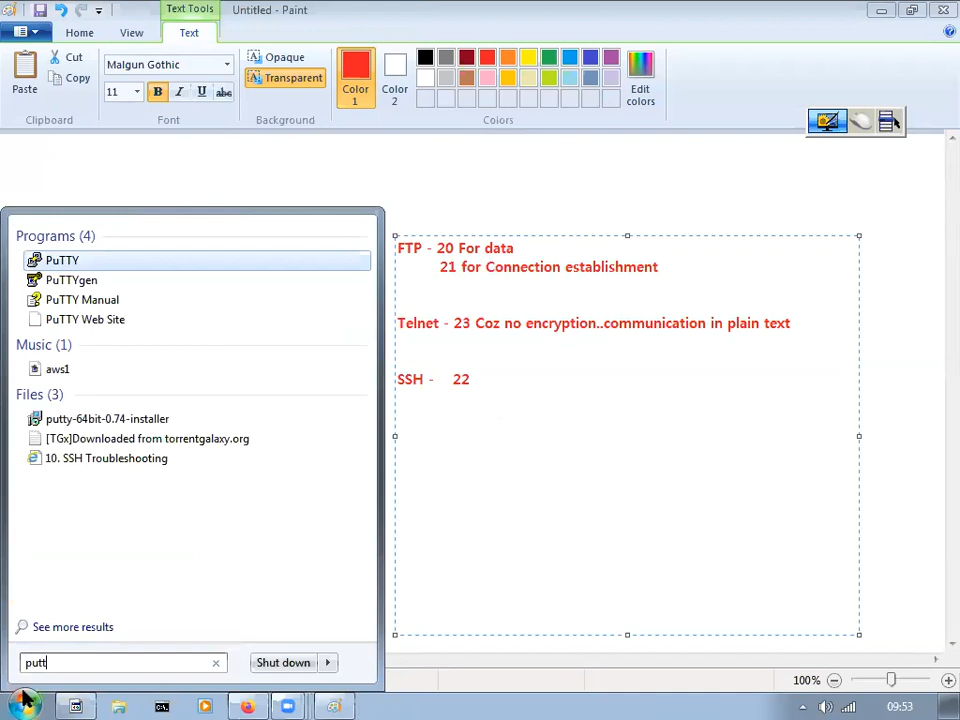 Text Tools
Untitled - Paint
Home
View
Text
Cut
Copy
Paste
Malgun Gothic
11
B
I
U
abc
Opaque
Transparent
Color
1
Color
2
Edit
colors
Clipboard
Font
Background
Colors
FTP - 20 For data
21 for Connection establishment
Telnet - 23 Coz no encryption..communication in plain text
SSH - 22
Programs (4)
PuTTY
PuTTYgen
PuTTY Manual
PuTTY Web Site
Music (1)
aws1
Files (3)
putty-64bit-0.74-installer
[TGx]Downloaded from torrentgalaxy.org
10. SSH Troubleshooting
See more results
putt
Shut down
100%
09:53